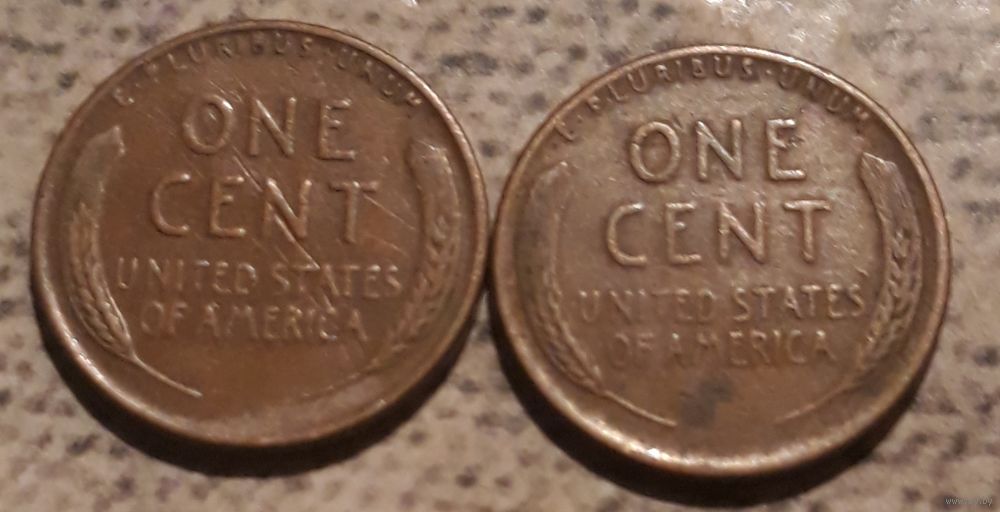 E·PLURIBUS·UNUM
ONE
CENT
UNITED STATES
OF AMERICA
E·PLURIBUS·UNUM
ONE
CENT
UNITED STATES
OF AMERICA